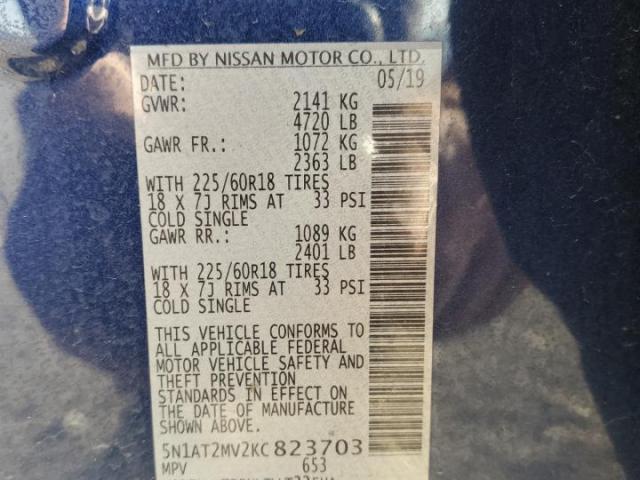 MFD BY NISSAN MOTOR CO., LTD.
DATE: 05/19
GVWR: 2141 KG
4720 LB
GAWR FR.: 1072 KG
2363 LB
WITH 225/60R18 TIRES
18 X 7J RIMS AT 33 PSI
COLD SINGLE
GAWR RR.: 1089 KG
2401 LB
WITH 225/60R18 TIRES
18 X 7J RIMS AT 33 PSI
COLD SINGLE
THIS VEHICLE CONFORMS TO
ALL APPLICABLE FEDERAL
MOTOR VEHICLE SAFETY AND
THEFT PREVENTION
STANDARDS IN EFFECT ON
THE DATE OF MANUFACTURE
SHOWN ABOVE.
5N1AT2MV2KC823703
MPV 653